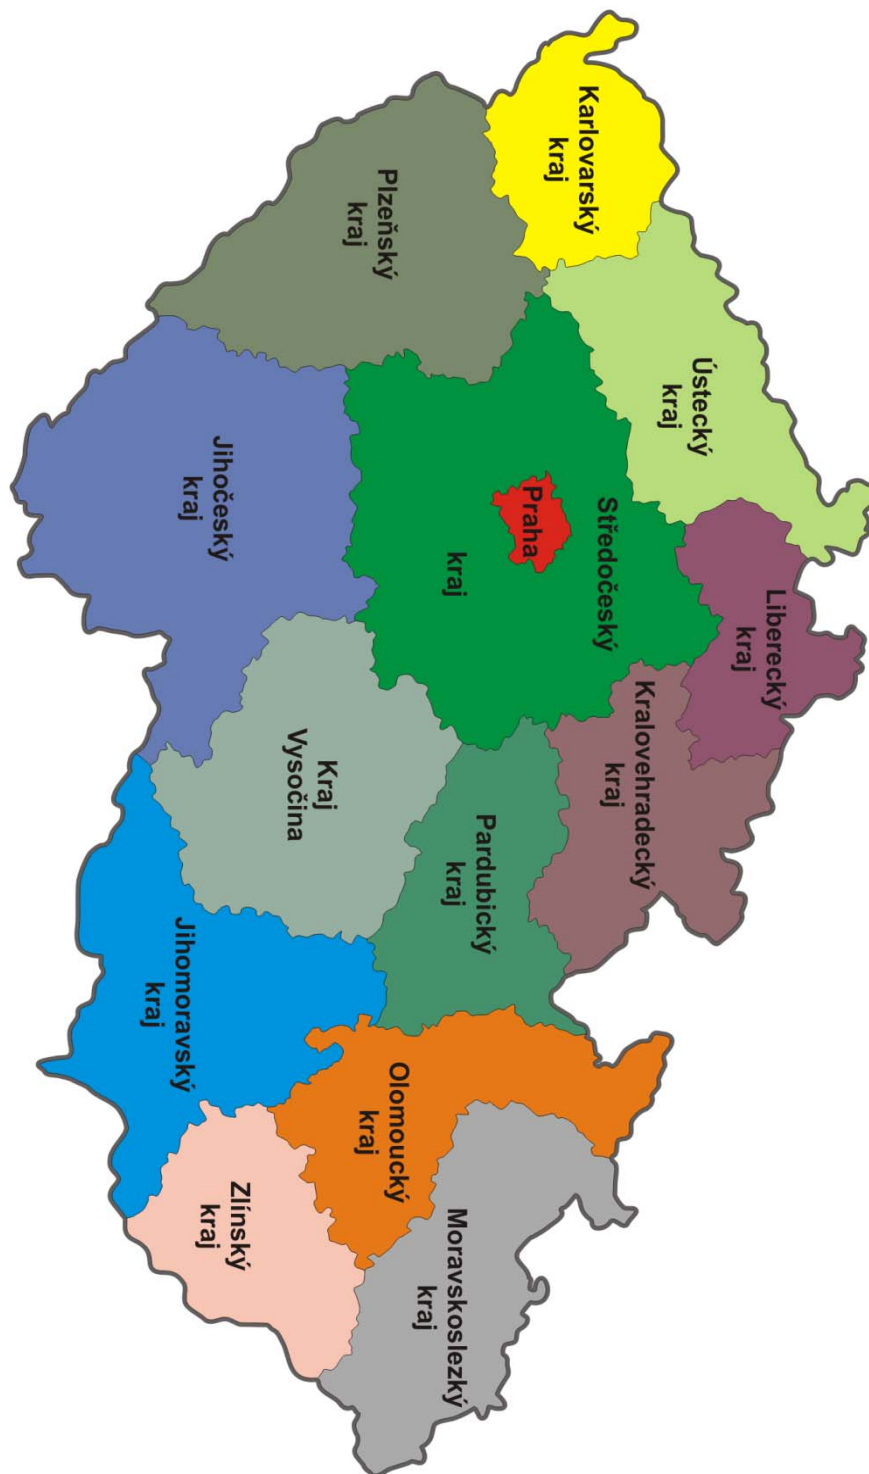 Karlovarský
kraj
Ústecký
kraj
Liberecký
kraj
Kralovehradecký
kraj
Plzeňský
kraj
Středočeský
kraj
Praha
Pardubický
kraj
Jihočeský
kraj
Kraj
Vysočina
Jihomoravský
kraj
Olomoucký
kraj
Moravskoslezký
kraj
Zlínský
kraj